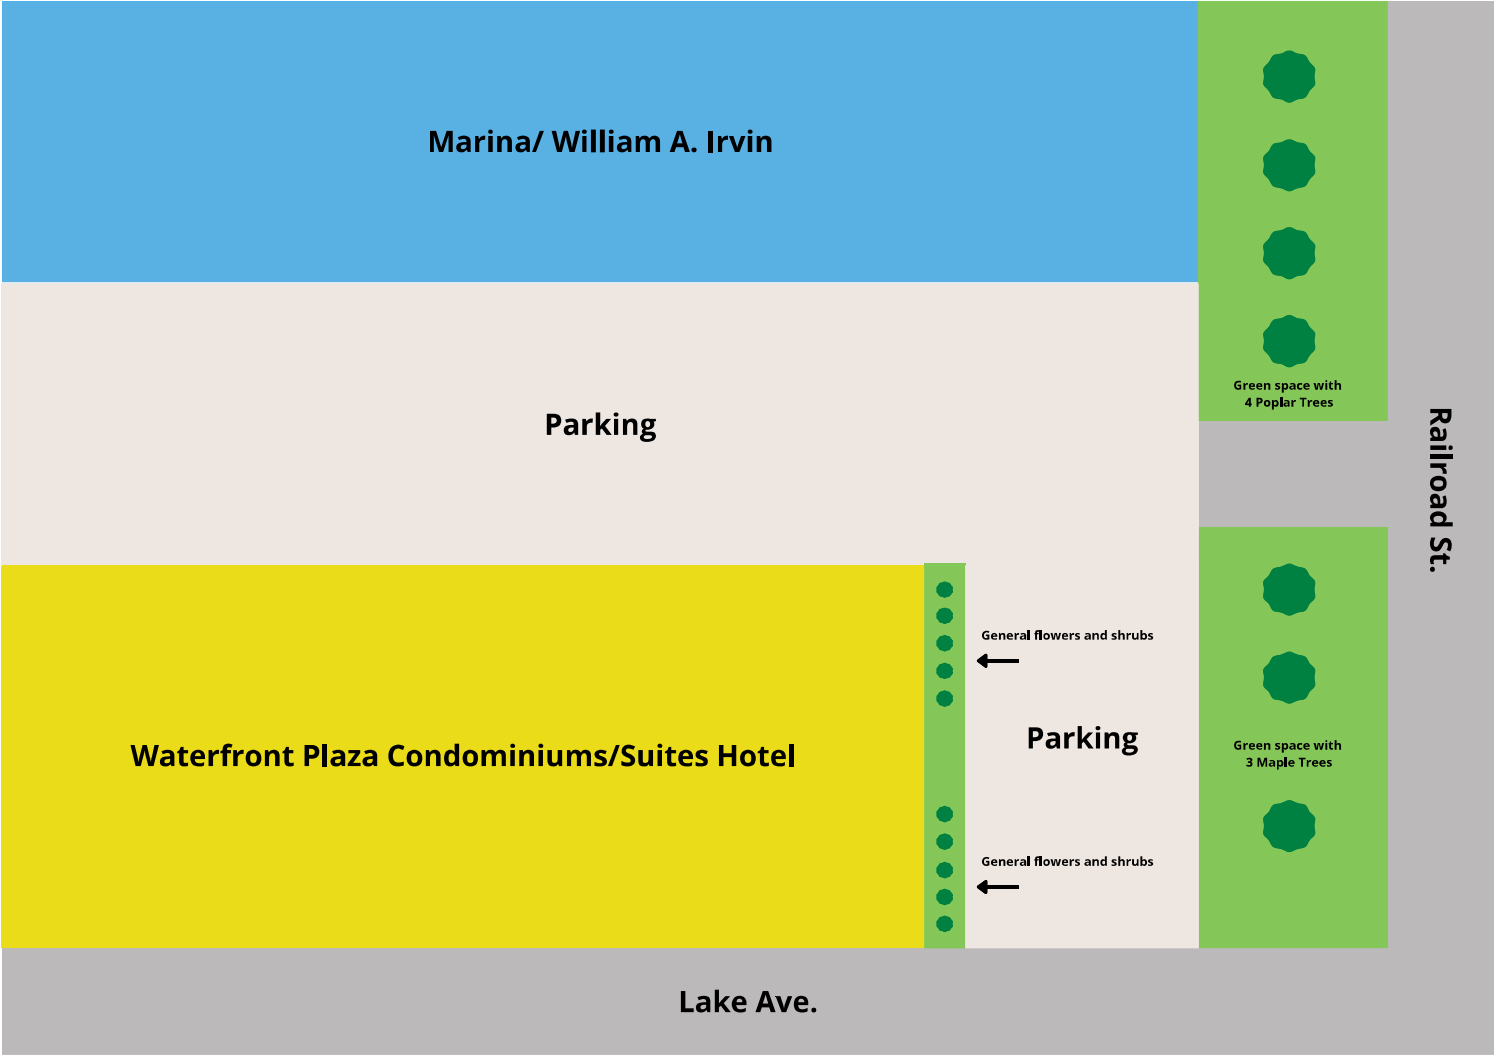 Marina/ William A. Irvin
Green space with
4 Poplar Trees
Parking
Railroad St.
General flowers and shrubs
Parking
Waterfront Plaza Condominiums/Suites Hotel
Green space with
3 Maple Trees
General flowers and shrubs
Lake Ave.